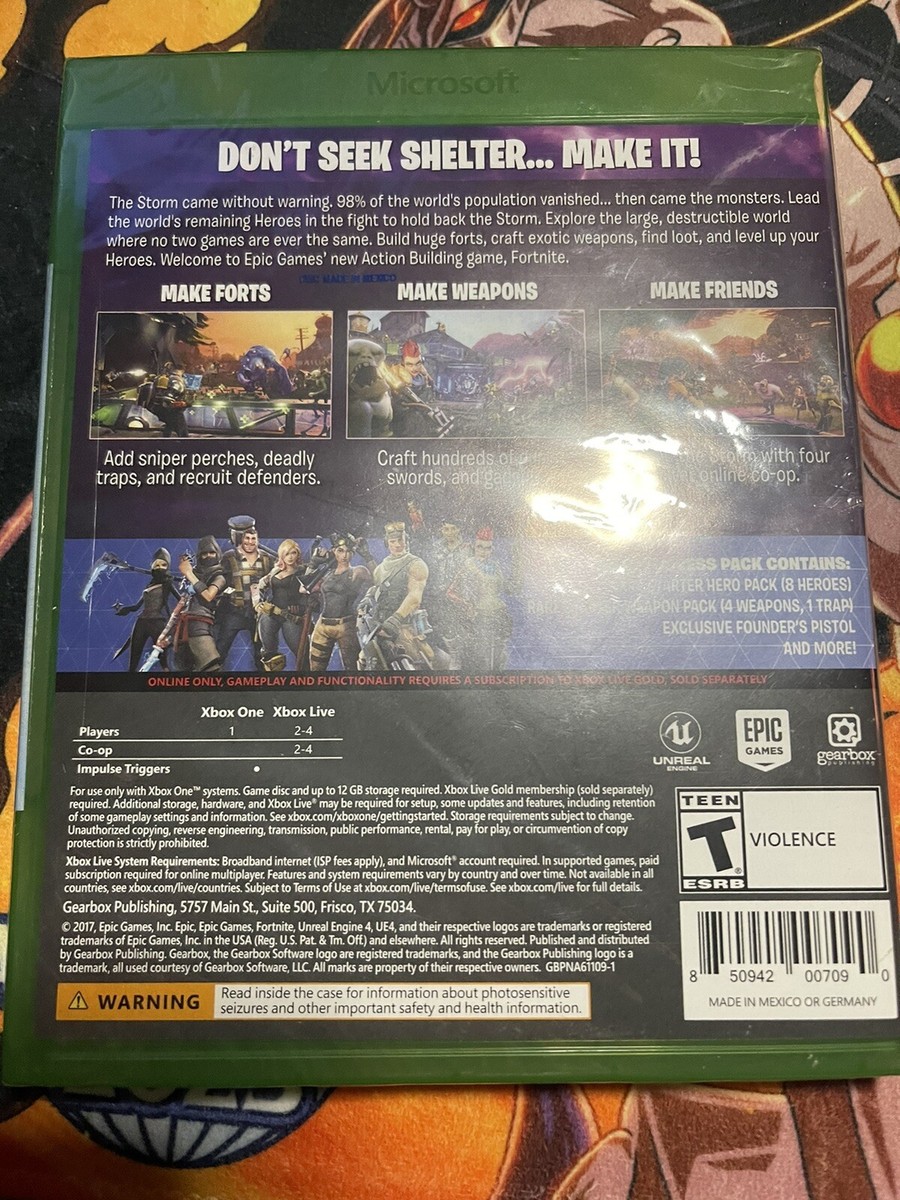 Microsoft
DON'T SEEK SHELTER... MAKE IT!
The Storm came without warning. 98% of the world's population vanished... then came the monsters. Lead
the world's remaining Heroes in the fight to hold back the Storm. Explore the large, destructible world
where no two games are ever the same. Build huge forts, craft exotic weapons, find loot, and level up your
Heroes. Welcome to Epic Games' new Action Building game, Fortnite.
DISC MADE IN MEXICO
MAKE FORTS MAKE WEAPONS MAKE FRIENDS
Add sniper perches, deadly
traps, and recruit defenders.
Craft hundreds of
swords, and
Storm with four
online co-op.
PACK CONTAINS:
HERO PACK (8 HEROES)
PACK (4 WEAPONS, 1 TRAP)
EXCLUSIVE FOUNDER'S PISTOL
AND MORE!
ONLINE ONLY, GAMEPLAY AND FUNCTIONALITY REQUIRES A SUBSCRIPTION TO XBOX LIVE GOLD, SOLD SEPARATELY
Xbox One Xbox Live
Players 1 2-4
Co-op 2-4
Impulse Triggers •
UNREAL
ENGINE
EPIC
GAMES
gearbox
publishing
For use only with Xbox One™ systems. Game disc and up to 12 GB storage required. Xbox Live Gold membership (sold separately)
required. Additional storage, hardware, and Xbox Live® may be required for setup, some updates and features, including retention
of some gameplay settings and information. See xbox.com/xboxone/gettingstarted. Storage requirements subject to change.
Unauthorized copying, reverse engineering, transmission, public performance, rental, pay for play, or circumvention of copy
protection is strictly prohibited.
Xbox Live System Requirements: Broadband internet (ISP fees apply), and Microsoft® account required. In supported games, paid
subscription required for online multiplayer. Features and system requirements vary by country and over time. Not available in all
countries, see xbox.com/live/countries. Subject to Terms of Use at xbox.com/live/termsofuse. See xbox.com/live for full details.
Gearbox Publishing, 5757 Main St., Suite 500, Frisco, TX 75034.
© 2017, Epic Games, Inc. Epic, Epic Games, Fortnite, Unreal Engine 4, UE4, and their respective logos are trademarks or registered
trademarks of Epic Games, Inc. in the USA (Reg. U.S. Pat. & Tm. Off.) and elsewhere. All rights reserved. Published and distributed
by Gearbox Publishing. Gearbox, the Gearbox Software logo are registered trademarks, and the Gearbox Publishing logo is a
trademark, all used courtesy of Gearbox Software, LLC. All marks are property of their respective owners. GBPNA61109-1
TEEN
T
®
ESRB
VIOLENCE
8 50942 00709 0
MADE IN MEXICO OR GERMANY
WARNING
Read inside the case for information about photosensitive
seizures and other important safety and health information.